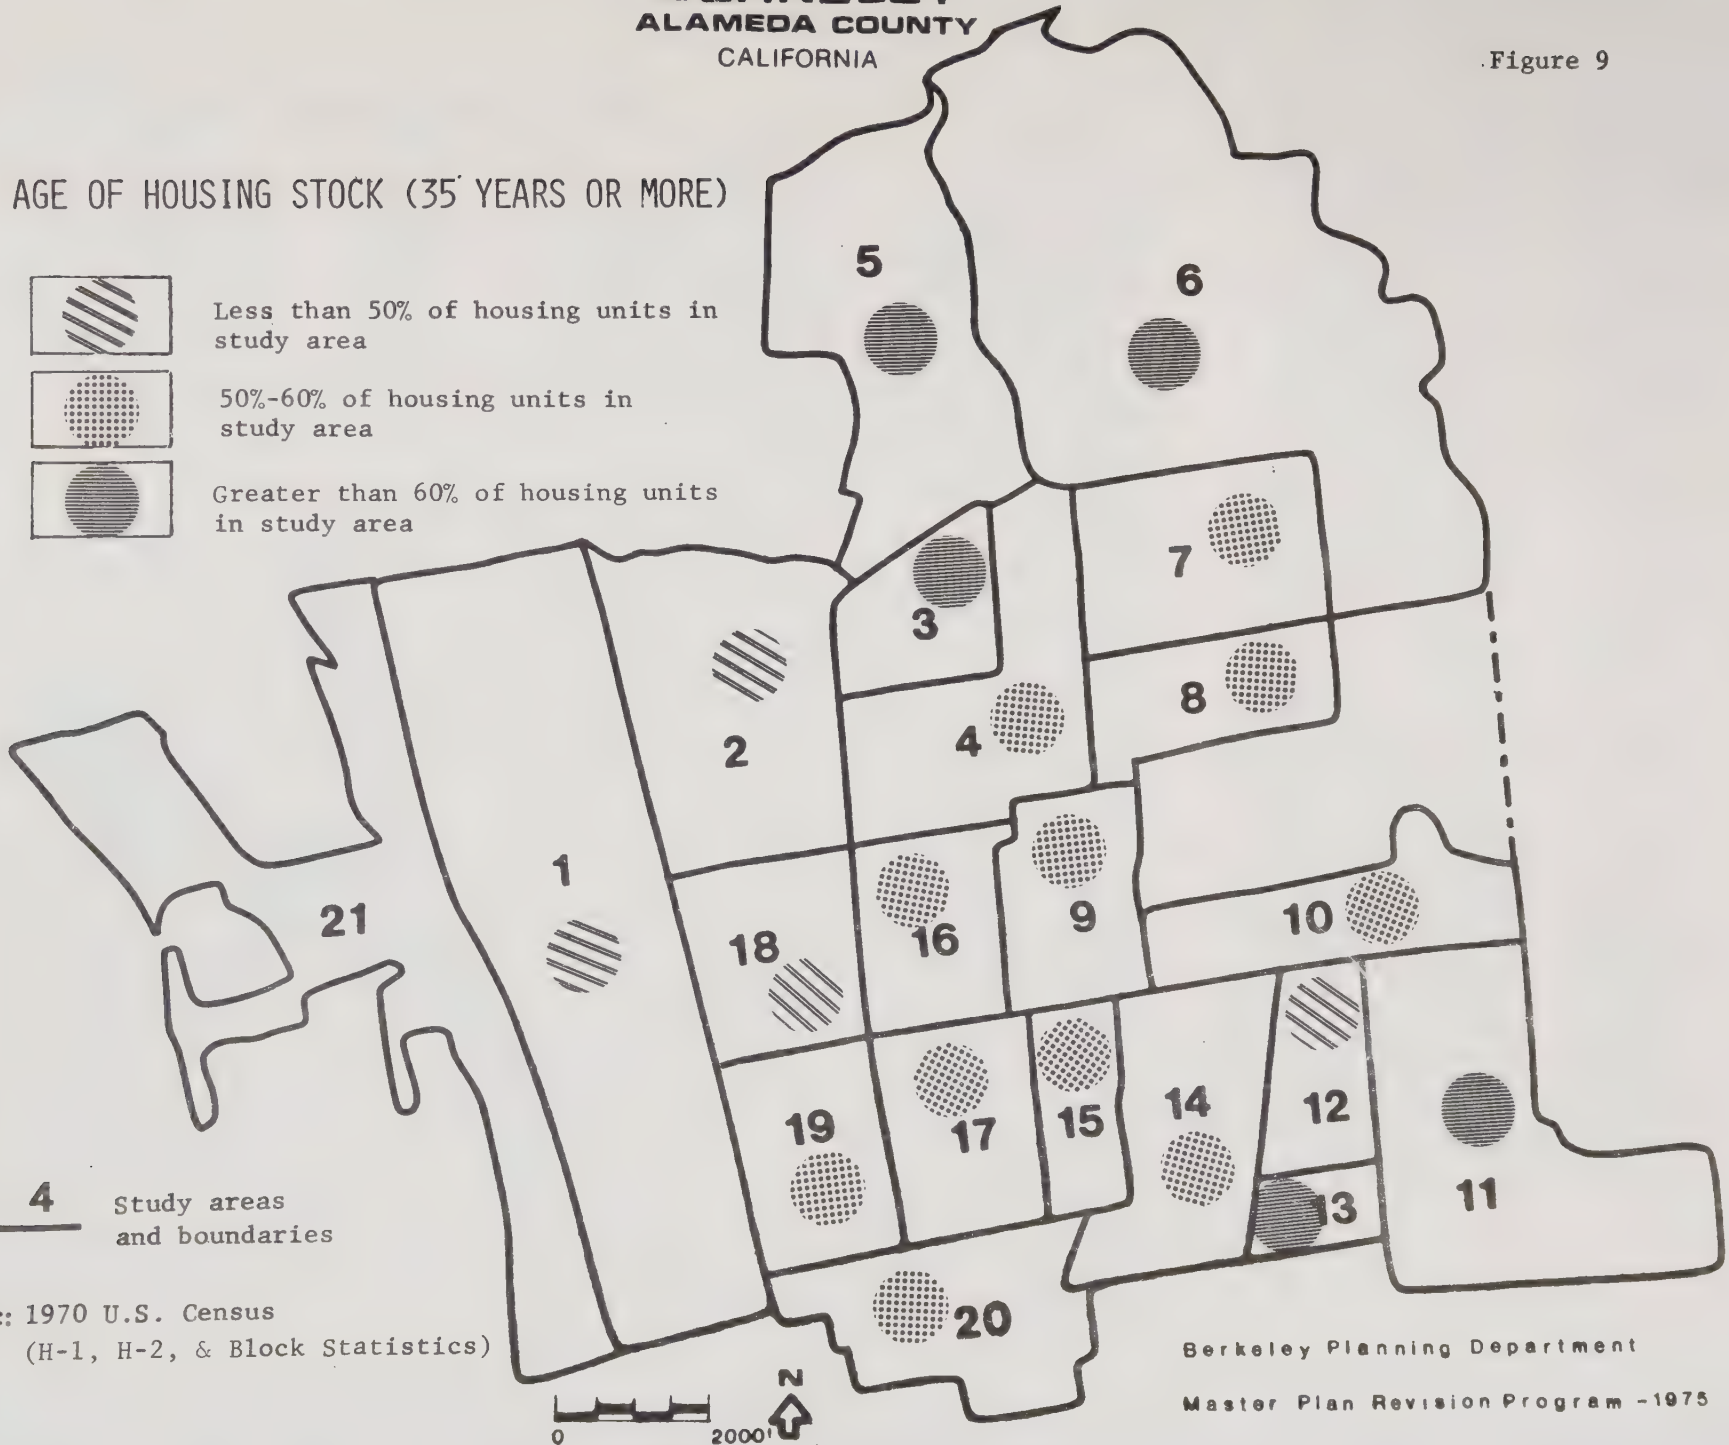 ALAMEDA COUNTY
CALIFORNIA
Figure 9
AGE OF HOUSING STOCK (35 YEARS OR MORE)
Less than 50% of housing units in
study area
50%-60% of housing units in
study area
Greater than 60% of housing units
in study area
5
6
7
3
8
4
2
1
21
18
16
9
10
19
17
15
14
12
13
11
20
4
Study areas
and boundaries
: 1970 U.S. Census
(H-1, H-2, & Block Statistics)
N
0 2000'
Berkeley Planning Department
Master Plan Revision Program -1975